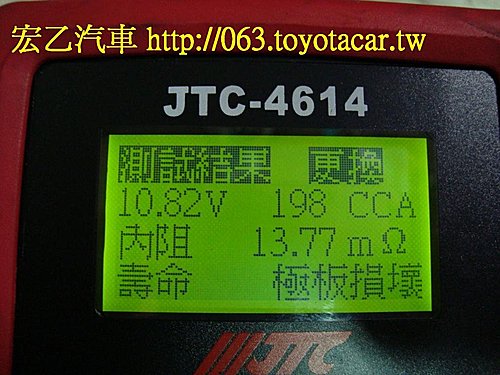 宏乙汽車 http://063.toyotacar.tw
JTC-4614
測試結果 更換
10.82V 198 CCA
內阻 13.77 mΩ
壽命 極板損壞
JTC